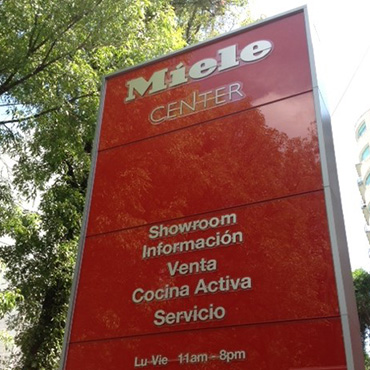 Miele
CENTER
Showroom
Información
Venta
Cocina Activa
Servicio
Lu-Vie 11am - 8pm